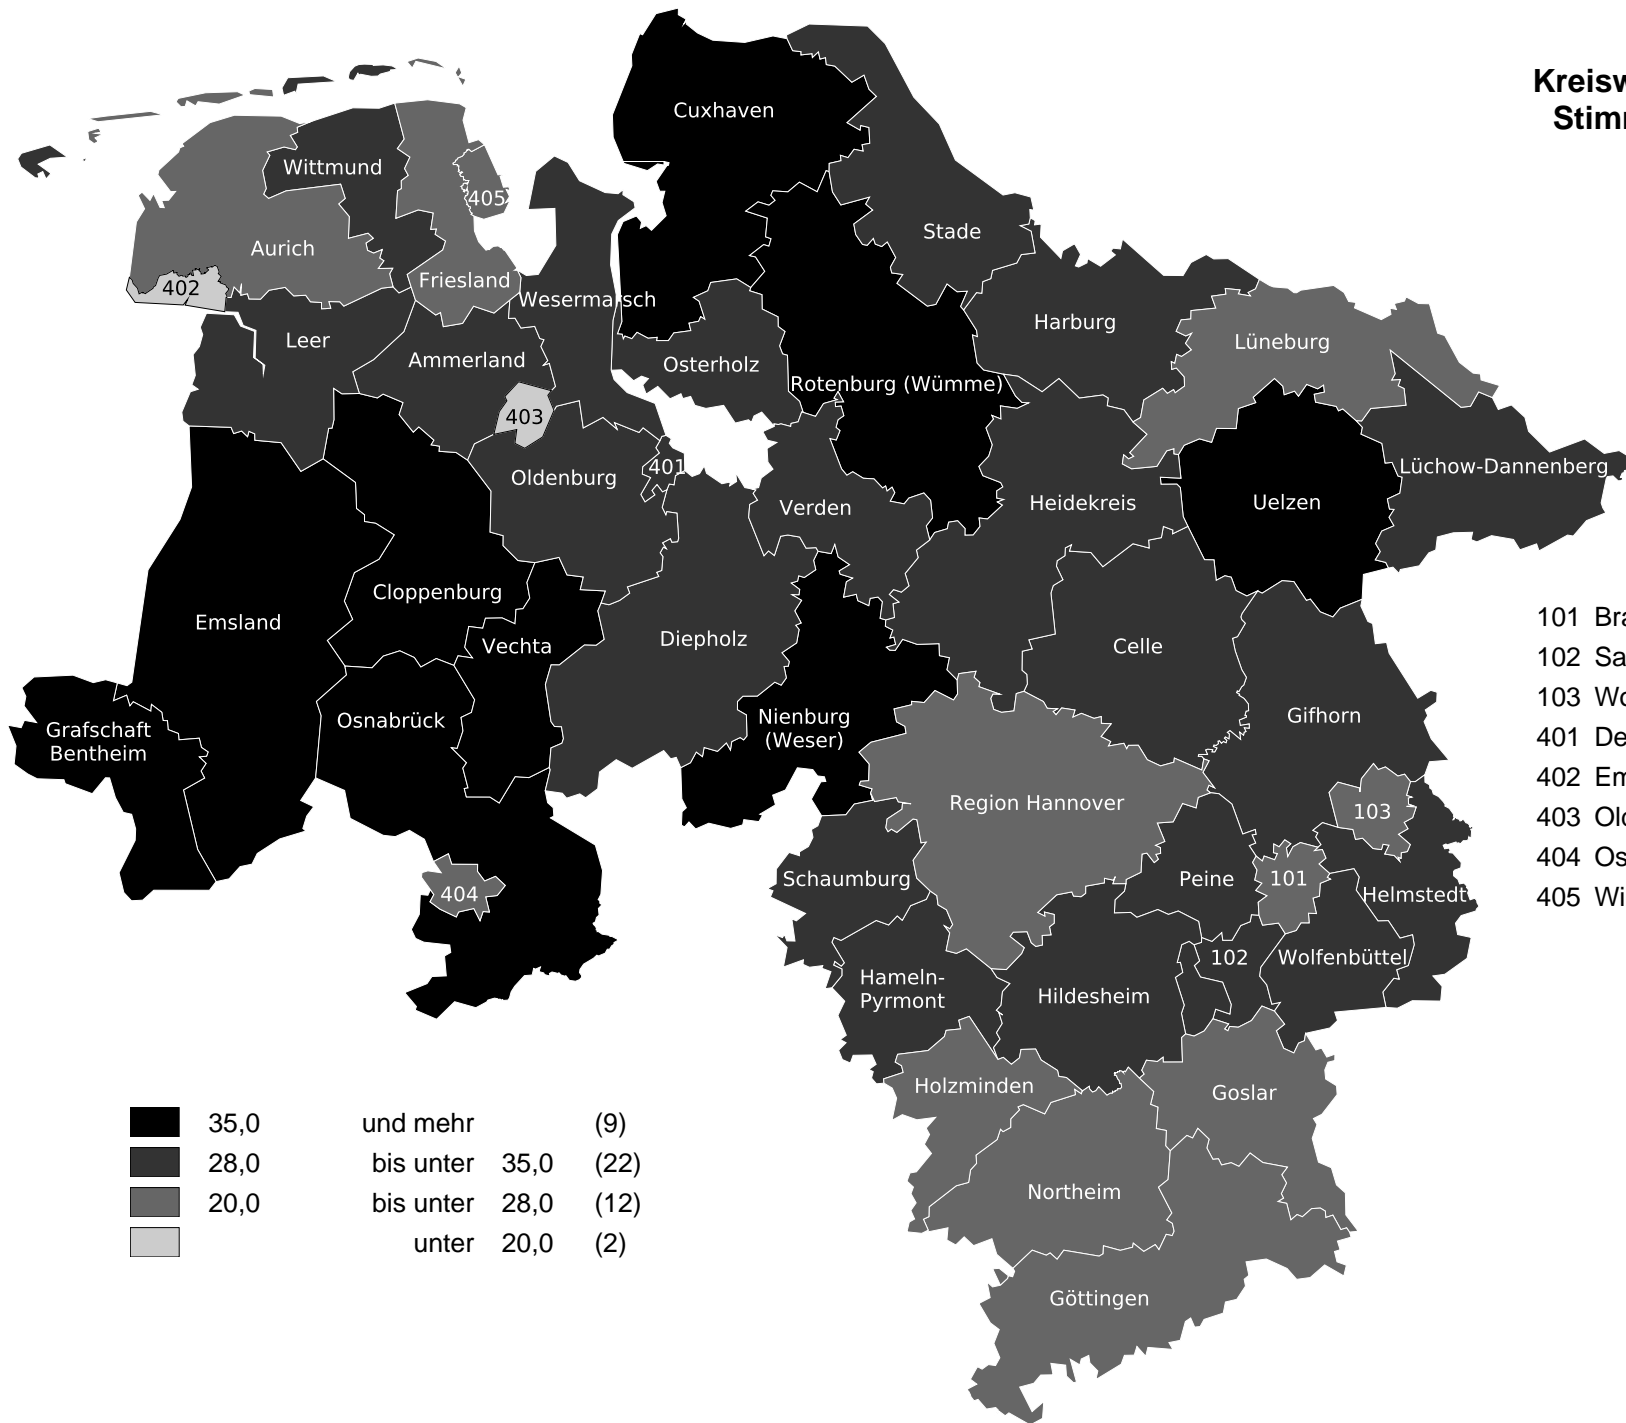 Kreisw
Stimm
Cuxhaven
Wittmund
405
Stade
Aurich
Friesland
402
Wesermarsch
Harburg
Leer
Lüneburg
Ammerland
Osterholz
Rotenburg (Wümme)
403
401
Lüchow-Dannenberg
Oldenburg
Heidekreis
Uelzen
Verden
Cloppenburg
Emsland
Diepholz
Vechta
Celle
Grafschaft
Bentheim
Osnabrück
Nienburg
(Weser)
Gifhorn
Region Hannover
103
Schaumburg
Peine
101
404
Helmstedt
102
Wolfenbüttel
Hameln-
Pyrmont
Hildesheim
Holzminden
Goslar
Northeim
Göttingen
101 Bra
102 Sa
103 Wo
401 De
402 Em
403 Old
404 Os
405 Wi
35,0 und mehr (9)
28,0 bis unter 35,0 (22)
20,0 bis unter 28,0 (12)
unter 20,0 (2)